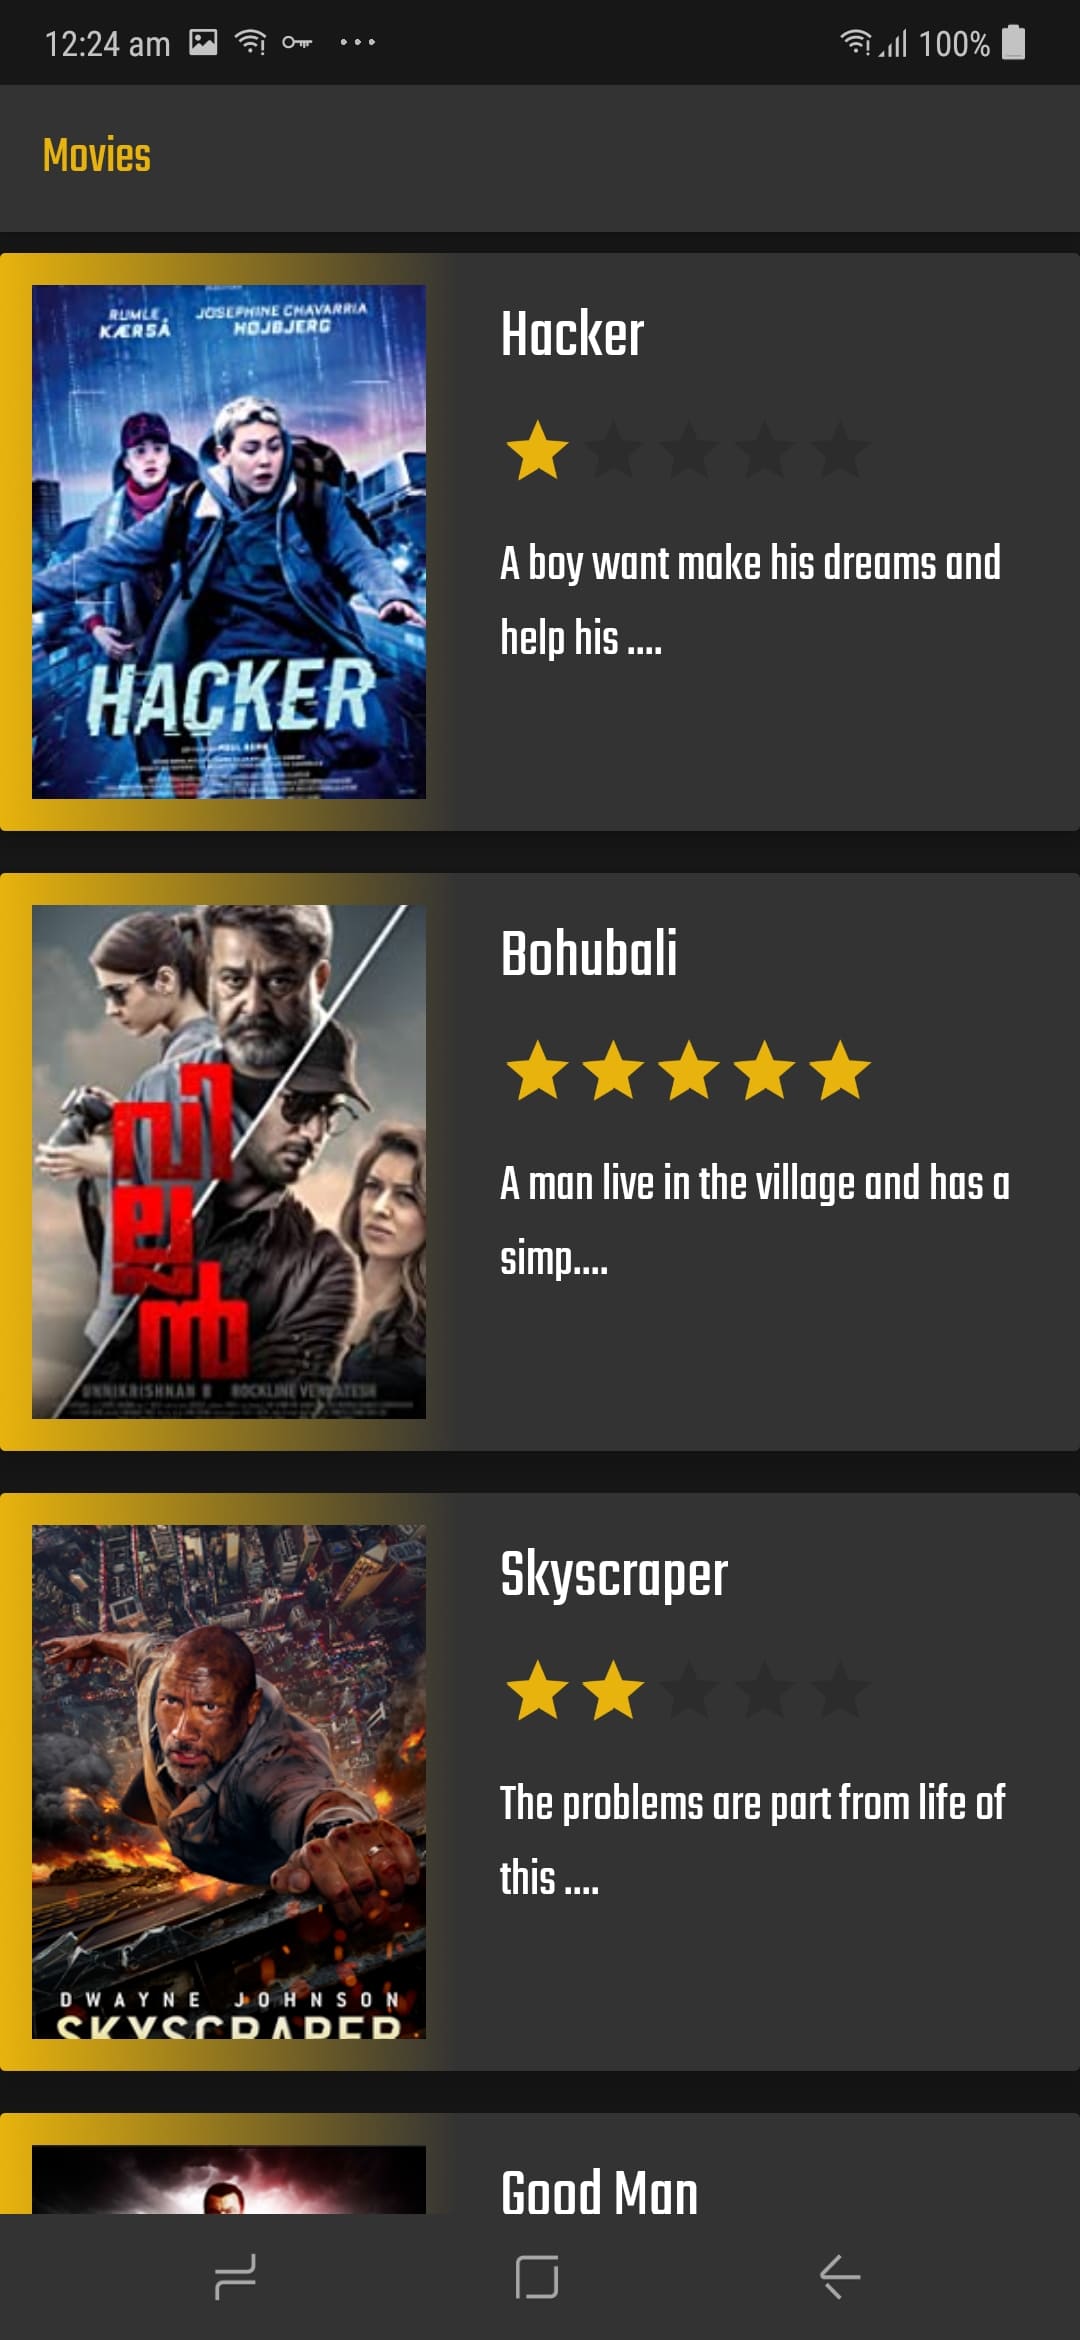 12:24 am
100%
Movies
RUMLE JOSEPHINE CHAVARRIA
KÆRSÅ HØJBJERG
HACKER
Hacker
A boy want make his dreams and
help his ....
വി
ല്ല
ൻ
UNNIKRISHNAN B ROCKLINE VENKATESH
Bohubali
A man live in the village and has a
simp....
DWAYNE JOHNSON
SKYSCRAPER
Skyscraper
The problems are part from life of
this ....
Good Man